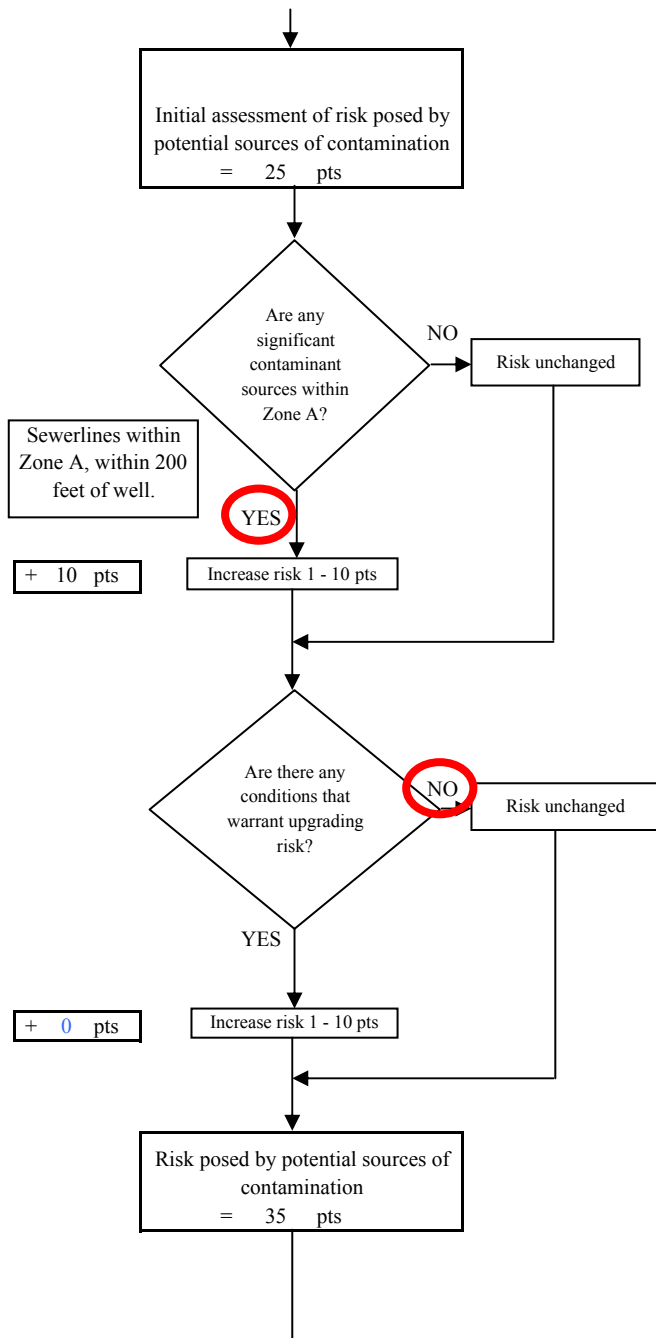 Initial assessment of risk posed by
potential sources of contamination
= 25 pts
Are any
significant
contaminant
sources within
Zone A?
NO
Risk unchanged
Sewerlines within
Zone A, within 200
feet of well.
YES
+ 10 pts
Increase risk 1 - 10 pts
Are there any
conditions that
warrant upgrading
risk?
NO
Risk unchanged
YES
+ 0 pts
Increase risk 1 - 10 pts
Risk posed by potential sources of
contamination
= 35 pts